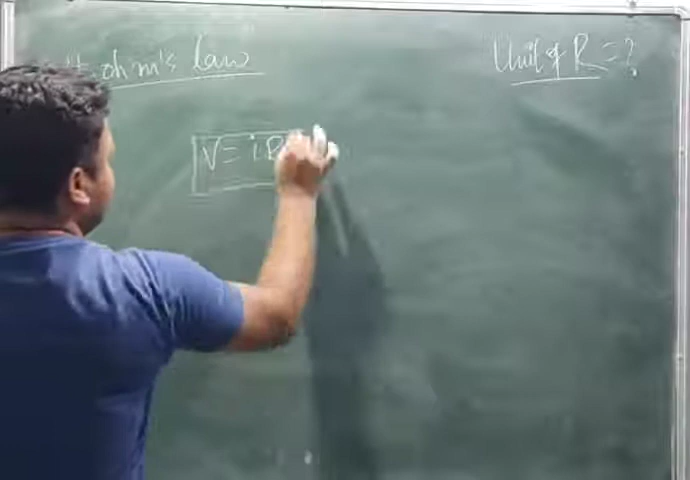 ohm's law
Unit of R = ?
V = iR